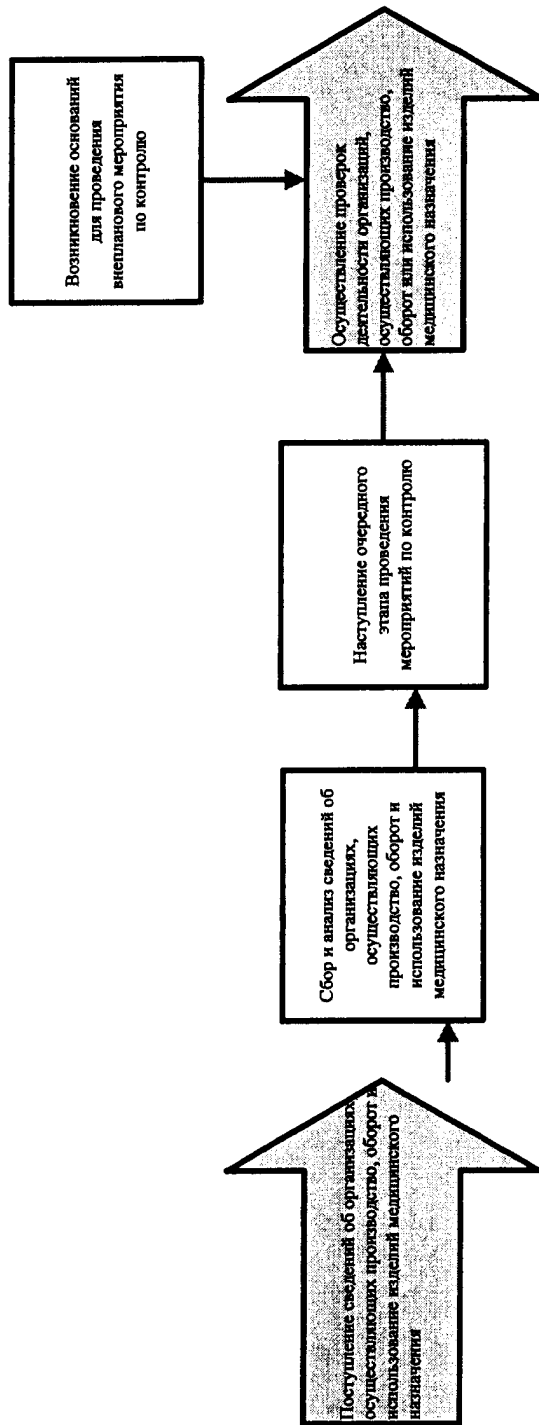 Поступление сведений об организациях
осуществляющих производство, оборот и
использование изделий медицинского
назначения
Сбор и анализ сведений об
организациях,
осуществляющих
производство, оборот и
использование изделий
медицинского назначения
Наступление очередного
этапа проведения
мероприятий по контролю
Возникновение оснований
для проведения
внепланового мероприятия
по контролю
Осуществление проверок
деятельности организаций,
осуществляющих производство,
оборот или использование изделий
медицинского назначения